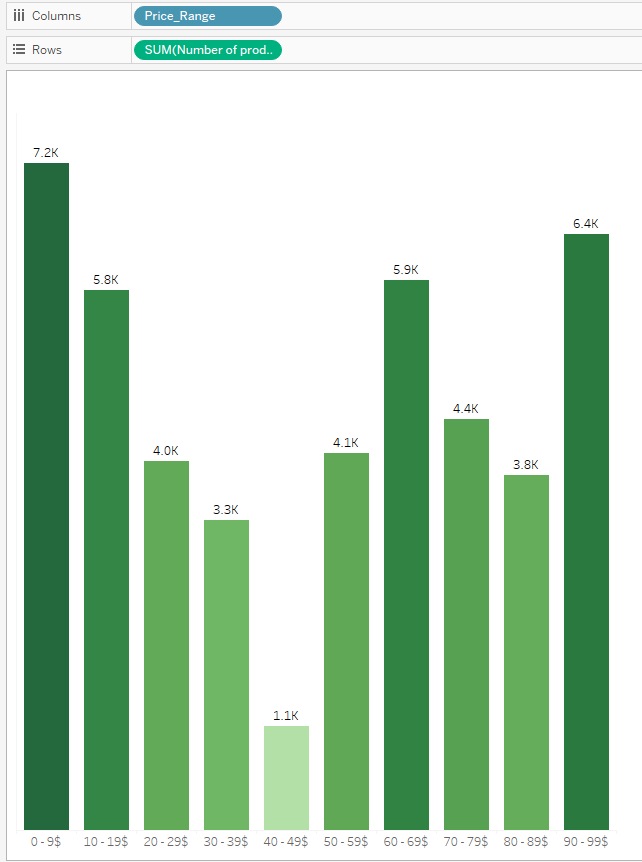 Columns Price_Range
Rows SUM(Number of prod..
7.2K
6.4K
5.9K
5.8K
4.4K
4.1K
4.0K
3.8K
3.3K
1.1K
0 - 9$ 10 - 19$ 20 - 29$ 30 - 39$ 40 - 49$ 50 - 59$ 60 - 69$ 70 - 79$ 80 - 89$ 90 - 99$